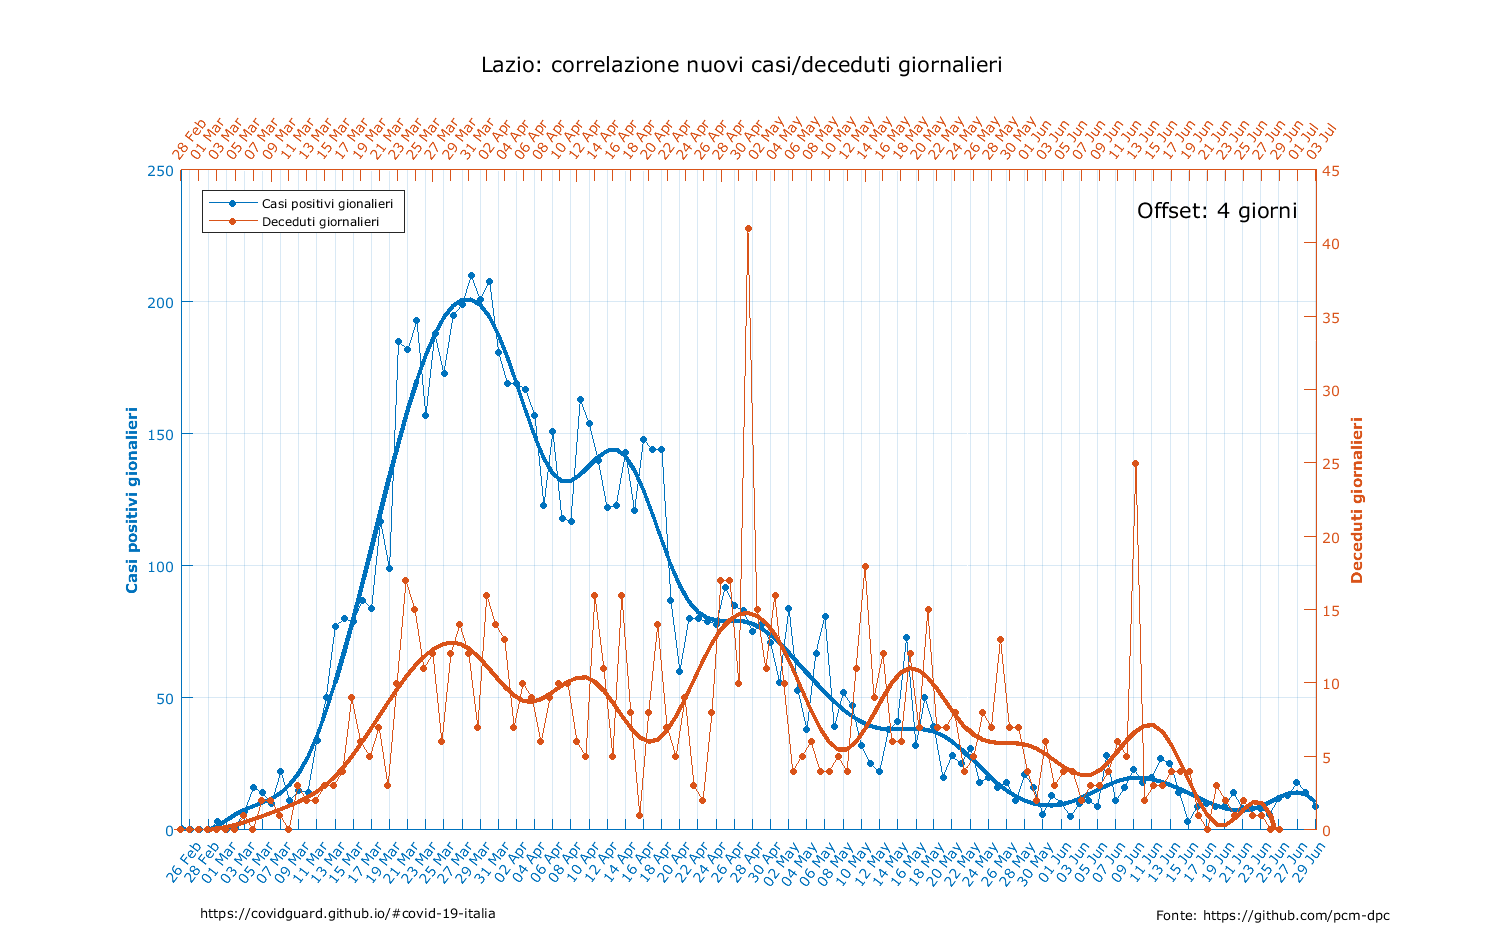 Lazio: correlazione nuovi casi/deceduti giornalieri
28 Feb
01 Mar
03 Mar
05 Mar
07 Mar
09 Mar
11 Mar
13 Mar
15 Mar
17 Mar
19 Mar
21 Mar
23 Mar
25 Mar
27 Mar
29 Mar
31 Mar
02 Apr
04 Apr
06 Apr
08 Apr
10 Apr
12 Apr
14 Apr
16 Apr
18 Apr
20 Apr
22 Apr
24 Apr
26 Apr
28 Apr
30 Apr
02 May
04 May
06 May
08 May
10 May
12 May
14 May
16 May
18 May
20 May
22 May
24 May
26 May
28 May
30 May
01 Jun
03 Jun
05 Jun
07 Jun
09 Jun
11 Jun
13 Jun
15 Jun
17 Jun
19 Jun
21 Jun
23 Jun
25 Jun
27 Jun
29 Jun
01 Jul
03 Jul
Casi positivi gionalieri
Deceduti giornalieri
Offset: 4 giorni
250
200
150
100
50
0
Casi positivi gionalieri
45
40
35
30
25
20
15
10
5
0
Deceduti giornalieri
26 Feb
28 Feb
01 Mar
03 Mar
05 Mar
07 Mar
09 Mar
11 Mar
13 Mar
15 Mar
17 Mar
19 Mar
21 Mar
23 Mar
25 Mar
27 Mar
29 Mar
31 Mar
02 Apr
04 Apr
06 Apr
08 Apr
10 Apr
12 Apr
14 Apr
16 Apr
18 Apr
20 Apr
22 Apr
24 Apr
26 Apr
28 Apr
30 Apr
02 May
04 May
06 May
08 May
10 May
12 May
14 May
16 May
18 May
20 May
22 May
24 May
26 May
28 May
30 May
01 Jun
03 Jun
05 Jun
07 Jun
09 Jun
11 Jun
13 Jun
15 Jun
17 Jun
19 Jun
21 Jun
23 Jun
25 Jun
27 Jun
29 Jun
https://covidguard.github.io/#covid-19-italia
Fonte: https://github.com/pcm-dpc